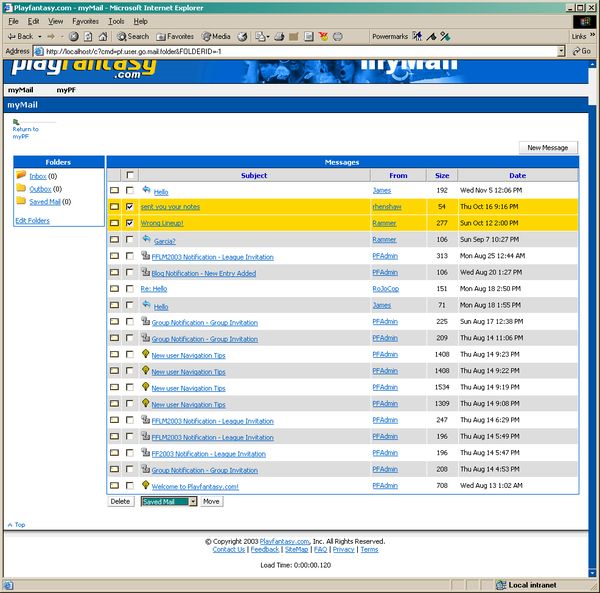 Playfantasy.com - myMail - Microsoft Internet Explorer
File Edit View Favorites Tools Help
Back Search Favorites Media Powermarks Links
Address http://localhost/c?cmd=pf.user.go.mail.folder&FOLDERID=-1 Go
playfantasy .com myMail
myMail myPF
myMail
Return to
myPF
New Message
Folders
Inbox (0)
Outbox (0)
Saved Mail (0)
Edit Folders
Messages
Subject From Size Date
Hello James 192 Wed Nov 5 12:06 PM
sent you your notes rhenshaw 54 Thu Oct 16 9:16 PM
Wrong Lineup! Rammer 277 Sun Oct 12 2:00 PM
Garcia? Rammer 106 Sun Sep 7 10:27 PM
FFLM2003 Notification - League Invitation PFAdmin 313 Mon Aug 25 12:44 AM
Blog Notification - New Entry Added PFAdmin 106 Wed Aug 20 1:27 PM
Re: Hello RoJoCop 151 Mon Aug 18 2:50 PM
Hello James 71 Mon Aug 18 1:55 PM
Group Notification - Group Invitation PFAdmin 225 Sun Aug 17 12:38 PM
Group Notification - Group Invitation PFAdmin 209 Thu Aug 14 11:06 PM
New user Navigation Tips PFAdmin 1408 Thu Aug 14 9:23 PM
New user Navigation Tips PFAdmin 1408 Thu Aug 14 9:22 PM
New user Navigation Tips PFAdmin 1534 Thu Aug 14 9:19 PM
New user Navigation Tips PFAdmin 1309 Thu Aug 14 9:08 PM
FFLM2003 Notification - League Invitation PFAdmin 247 Thu Aug 14 6:29 PM
FFLM2003 Notification - League Invitation PFAdmin 196 Thu Aug 14 5:49 PM
FF2003 Notification - League Invitation PFAdmin 196 Thu Aug 14 5:47 PM
Group Notification - Group Invitation PFAdmin 208 Thu Aug 14 4:53 PM
Welcome to Playfantasy.com! PFAdmin 708 Wed Aug 13 1:02 AM
Delete Saved Mail Move
Top
© Copyright 2003 Playfantasy.com, Inc. All Rights Reserved.
Contact Us | Feedback | SiteMap | FAQ | Privacy | Terms
Load Time: 0:00:00.120
Local intranet